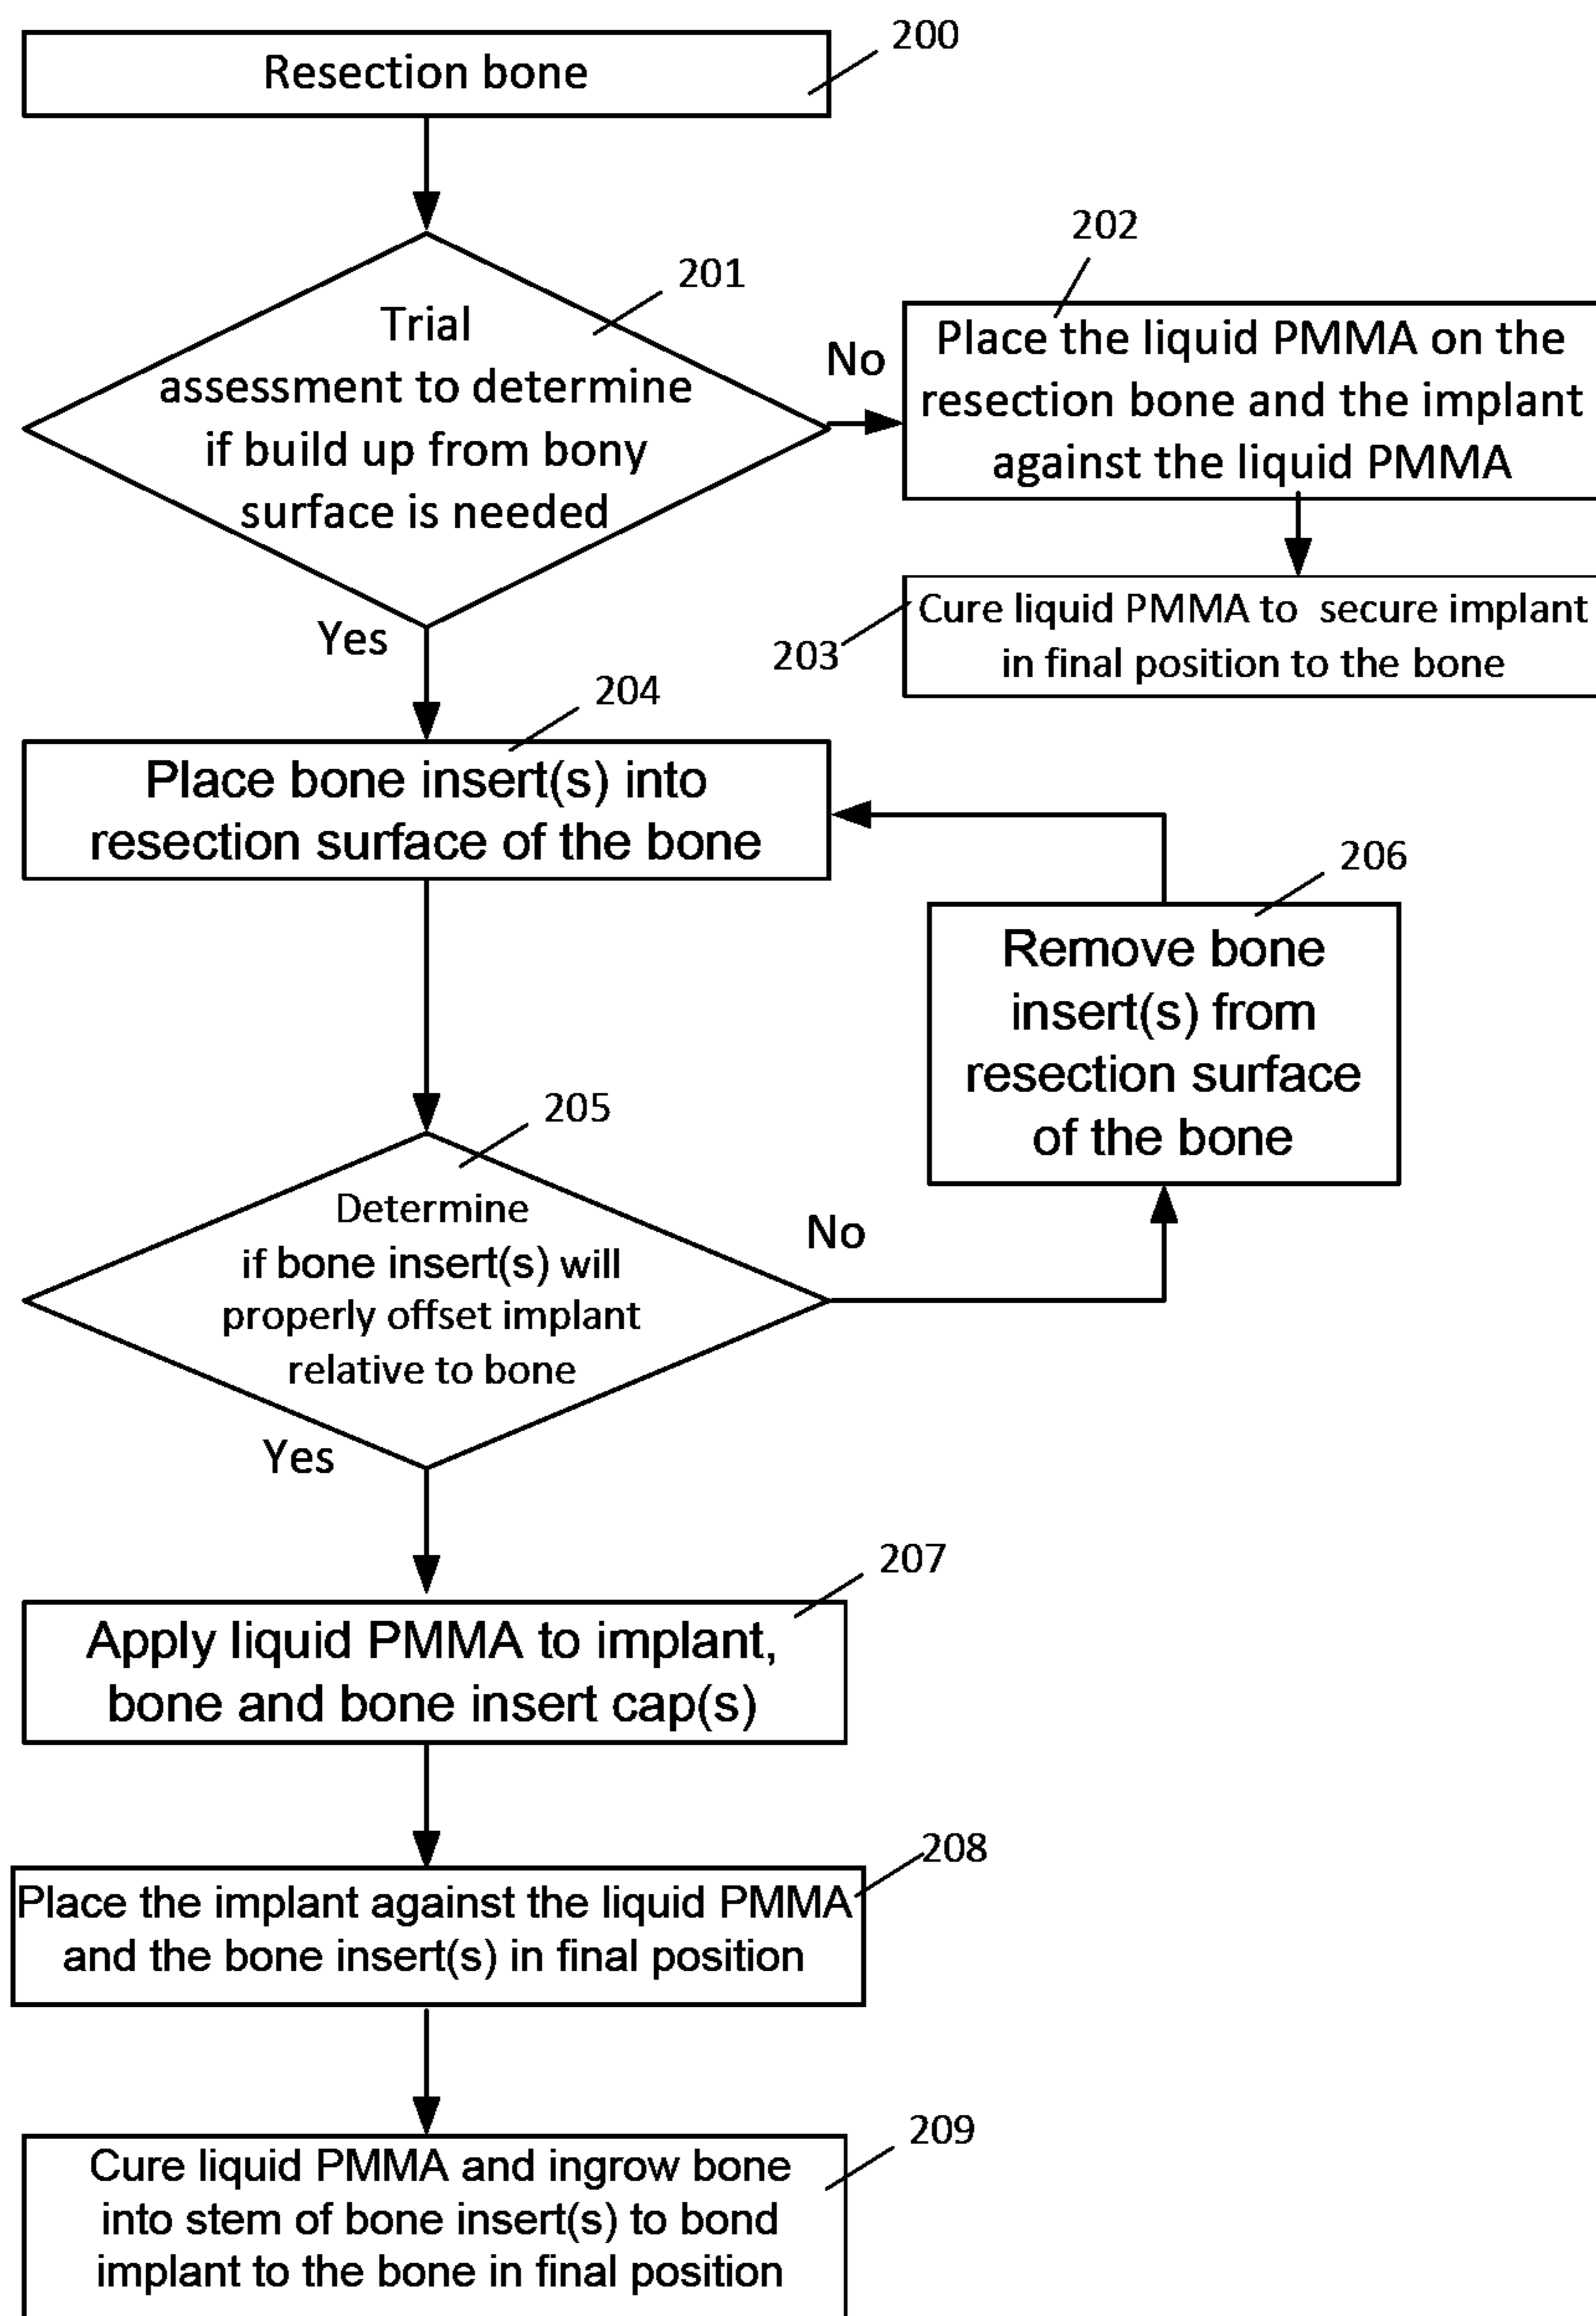 200
Resection bone
201
Trial
assessment to determine
if build up from bony
surface is needed
No
202
Place the liquid PMMA on the
resection bone and the implant
against the liquid PMMA
203
Cure liquid PMMA to secure implant
in final position to the bone
Yes
204
Place bone insert(s) into
resection surface of the bone
206
Remove bone
insert(s) from
resection surface
of the bone
205
Determine
if bone insert(s) will
properly offset implant
relative to bone
No
Yes
207
Apply liquid PMMA to implant,
bone and bone insert cap(s)
208
Place the implant against the liquid PMMA
and the bone insert(s) in final position
209
Cure liquid PMMA and ingrow bone
into stem of bone insert(s) to bond
implant to the bone in final position